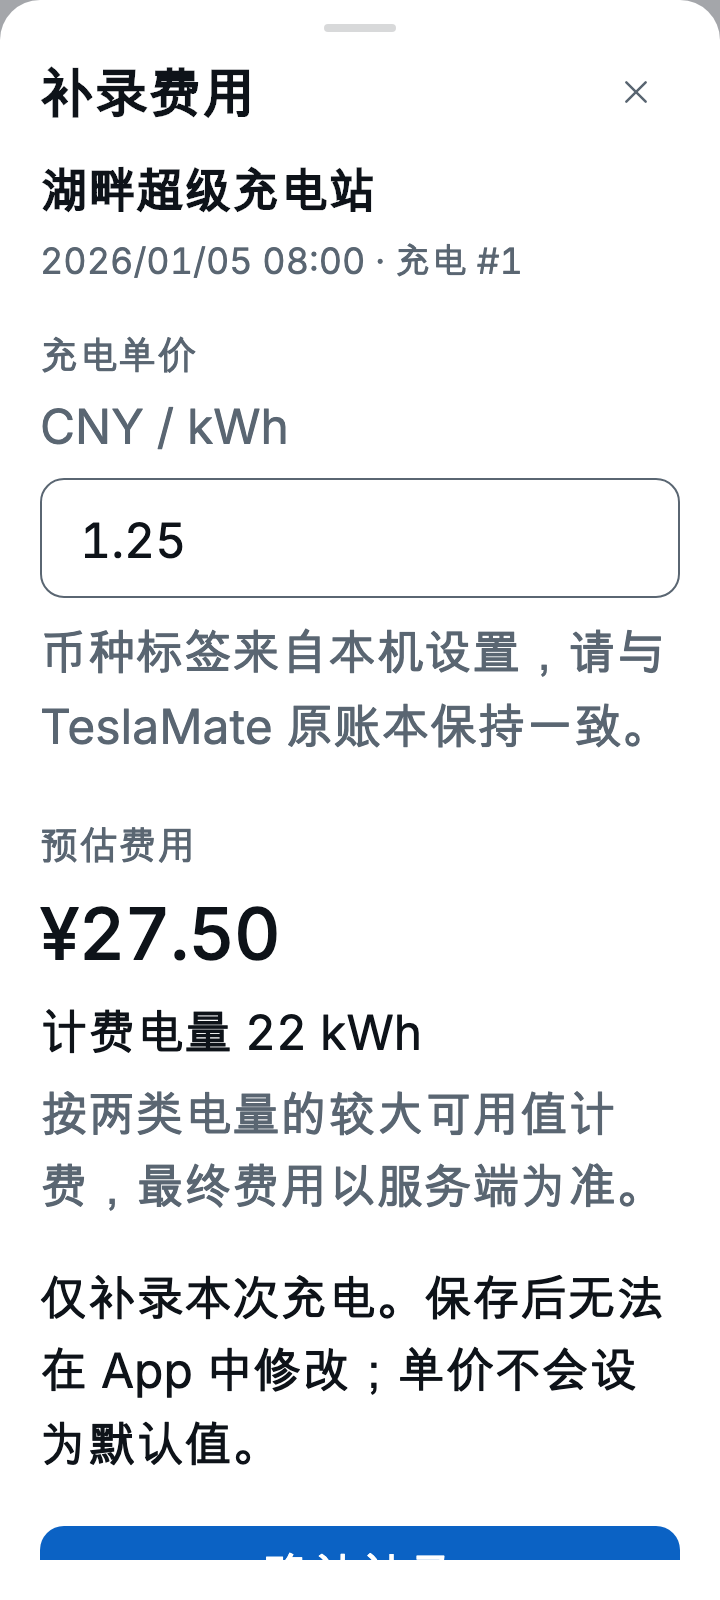 补录费用
湖畔超级充电站
2026/01/05 08:00 · 充电 #1
充电单价
CNY / kWh
1.25
币种标签来自本机设置，请与
TeslaMate 原账本保持一致。
预估费用
¥27.50
计费电量 22 kWh
按两类电量的较大可用值计
费，最终费用以服务端为准。
仅补录本次充电。保存后无法
在 App 中修改；单价不会设
为默认值。